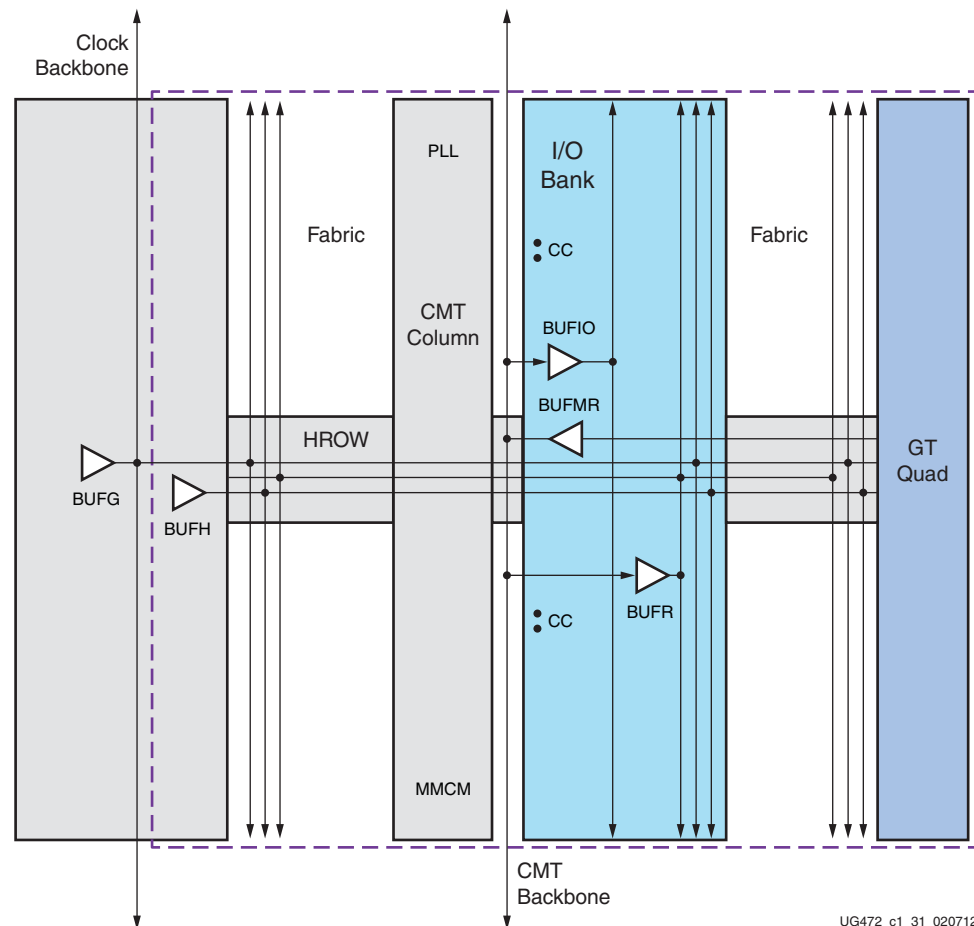 Clock
Backbone
PLL
I/O
Bank
Fabric
Fabric
CC
CMT
Column
BUFIO
BUFMR
HROW
GT
Quad
BUFG
BUFH
BUFR
CC
MMCM
CMT
Backbone
UG472_c1_31_020712